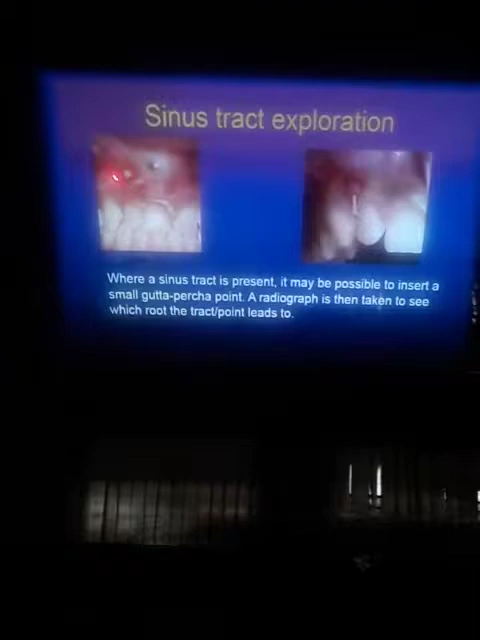 Sinus tract exploration
Where a sinus tract is present, it may be possible to insert a
small gutta-percha point. A radiograph is then taken to see
which root the tract/point leads to.